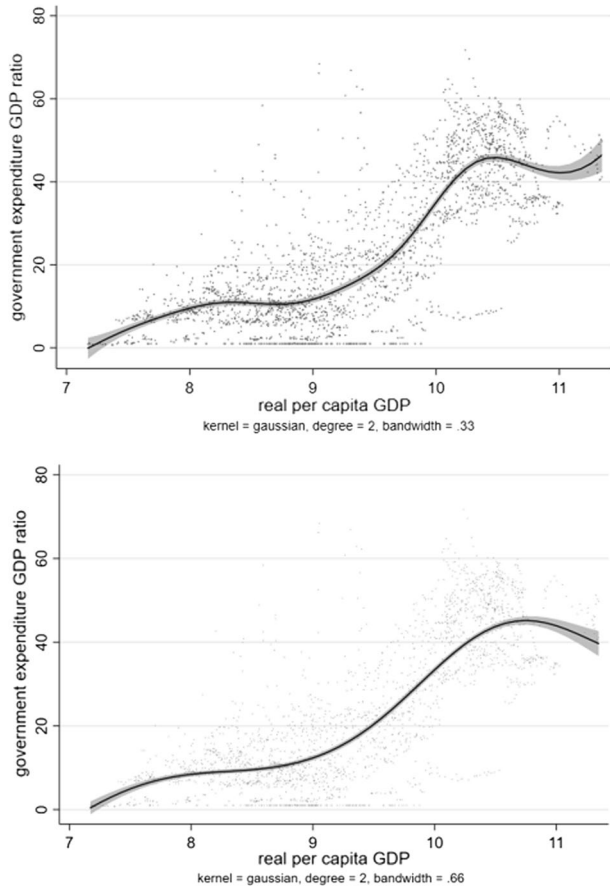 government expenditure GDP ratio
80
60
40
20
0
7 8 9 10 11
real per capita GDP
kernel = gaussian, degree = 2, bandwidth = .33
government expenditure GDP ratio
80
60
40
20
0
7 8 9 10 11
real per capita GDP
kernel = gaussian, degree = 2, bandwidth = .66